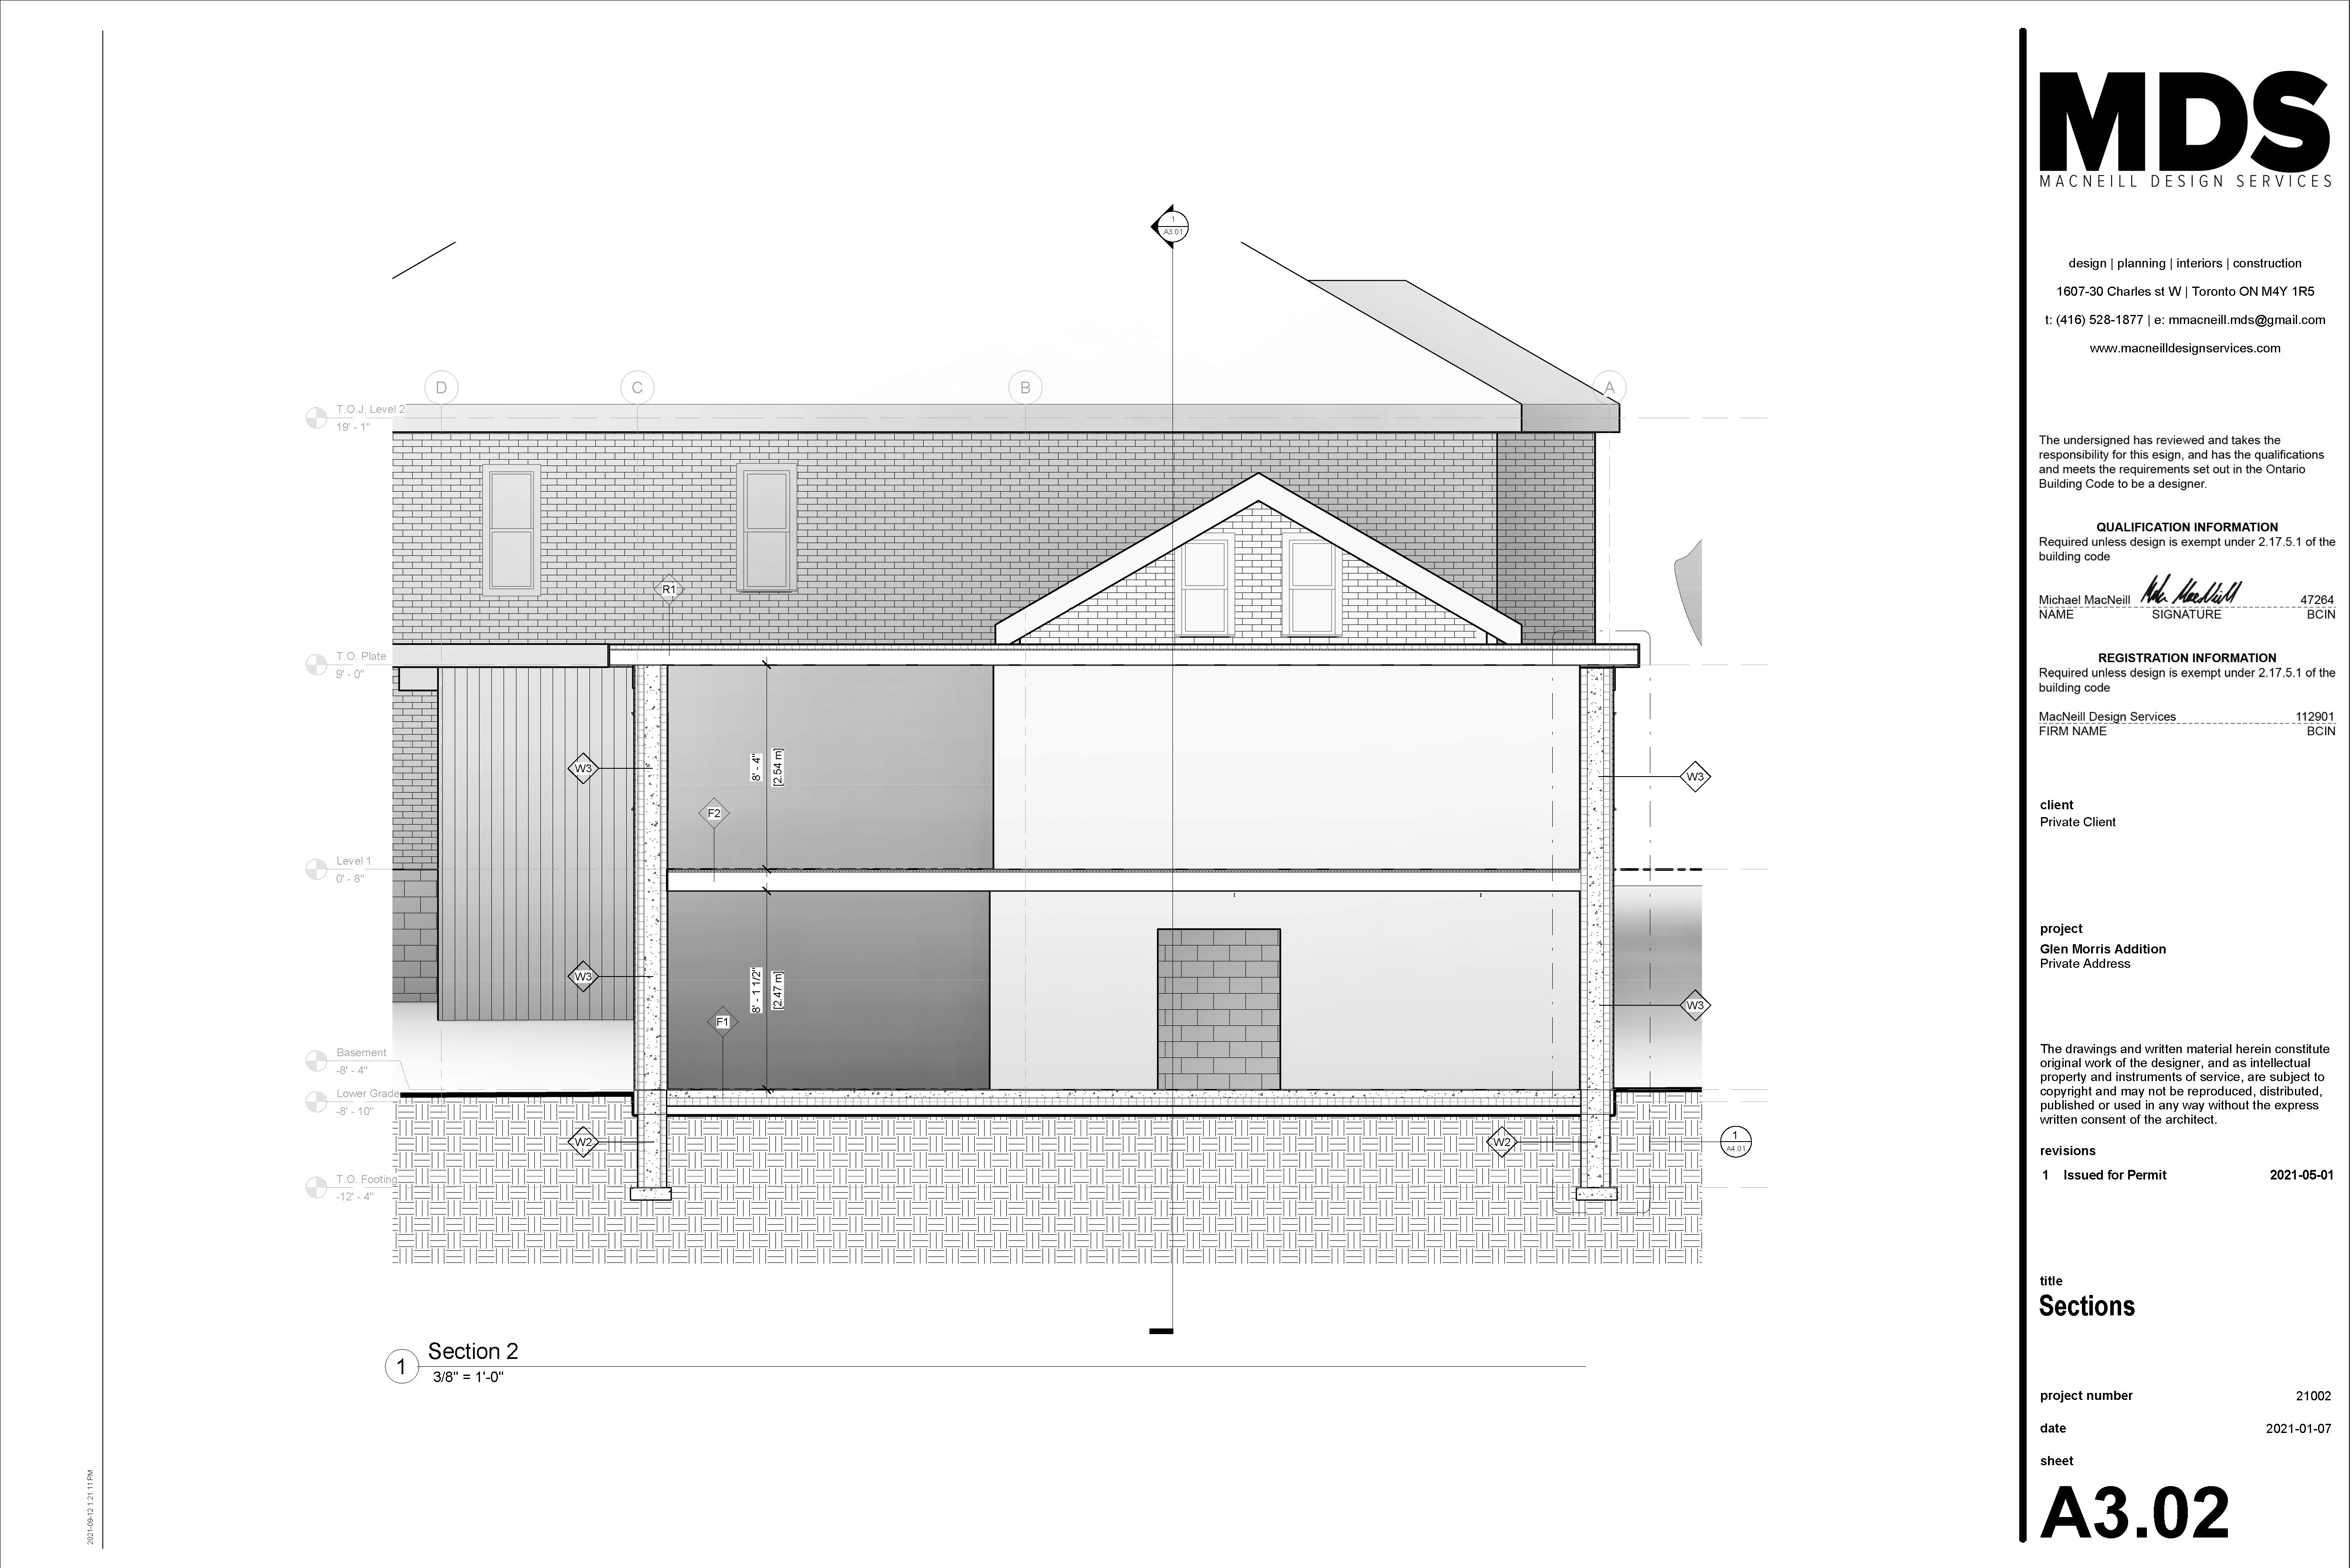 1
A3.01
D
C
B
A
T.O.J. Level 2
19' - 1"
R1
T.O. Plate
9' - 0"
W3
8' - 4"
[2.54 m]
W3
F2
Level 1
0' - 8"
W3
8' - 1 1/2"
[2.47 m]
W3
F1
Basement
-8' - 4"
Lower Grade
-8' - 10"
W2
W2
1
A4.01
T.O. Footing
-12' - 4"
1
Section 2
3/8" = 1'-0"
2021-09-12 1:21:11 PM
MDS
MACNEILL DESIGN SERVICES
design | planning | interiors | construction
1607-30 Charles st W | Toronto ON M4Y 1R5
t: (416) 528-1877 | e: mmacneill.mds@gmail.com
www.macneilldesignservices.com
The undersigned has reviewed and takes the
responsibility for this esign, and has the qualifications
and meets the requirements set out in the Ontario
Building Code to be a designer.
QUALIFICATION INFORMATION
Required unless design is exempt under 2.17.5.1 of the
building code
Michael MacNeill Mike MacNeill 47264
NAME SIGNATURE BCIN
REGISTRATION INFORMATION
Required unless design is exempt under 2.17.5.1 of the
building code
MacNeill Design Services 112901
FIRM NAME BCIN
client
Private Client
project
Glen Morris Addition
Private Address
The drawings and written material herein constitute
original work of the designer, and as intellectual
property and instruments of service, are subject to
copyright and may not be reproduced, distributed,
published or used in any way without the express
written consent of the architect.
revisions
1 Issued for Permit 2021-05-01
title
Sections
project number 21002
date 2021-01-07
sheet
A3.02